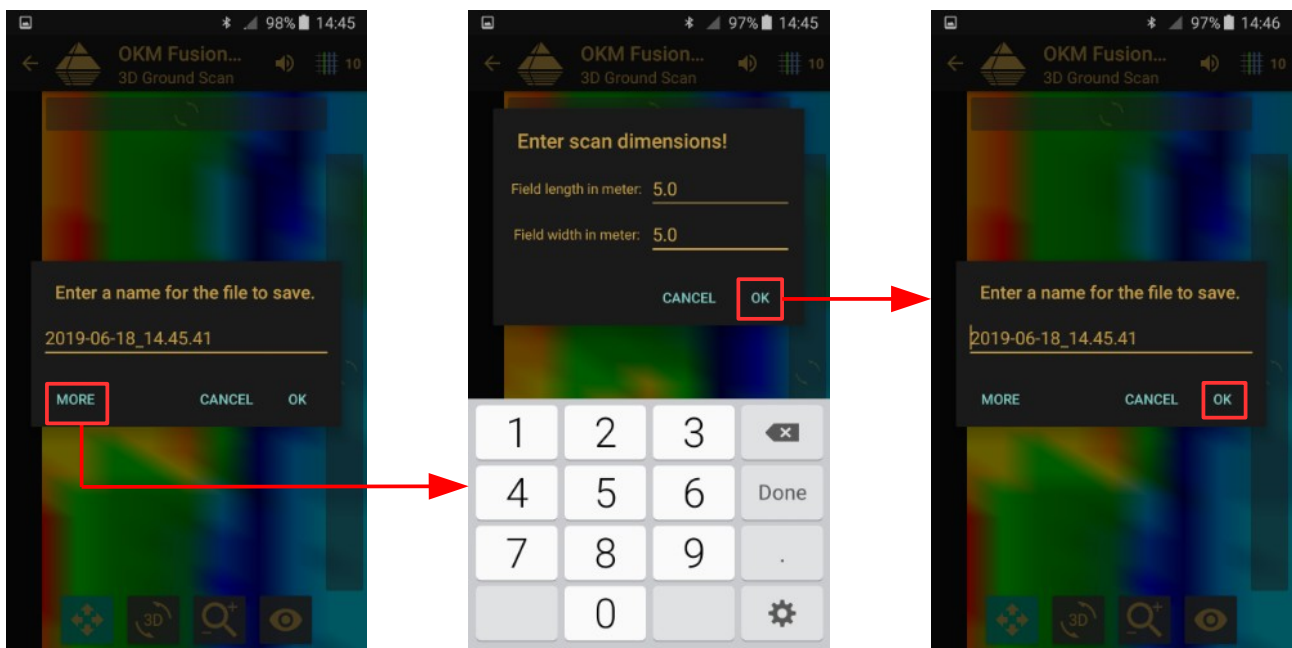 98% 14:45
OKM Fusion...
3D Ground Scan
10
Enter a name for the file to save.
2019-06-18_14.45.41
MORE CANCEL OK
3D
97% 14:45
OKM Fusion...
3D Ground Scan
10
Enter scan dimensions!
Field length in meter: 5.0
Field width in meter: 5.0
CANCEL OK
1 2 3
4 5 6 Done
7 8 9 .
0
97% 14:46
OKM Fusion...
3D Ground Scan
10
Enter a name for the file to save.
2019-06-18_14.45.41
MORE CANCEL OK
3D